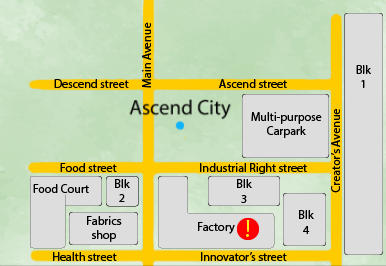 Main Avenue
Creator's Avenue
Blk
1
Descend street
Ascend street
Ascend City
Multi-purpose
Carpark
Food street
Industrial Right street
Food Court
Blk
2
Blk
3
Fabrics
shop
Factory
!
Blk
4
Health street
Innovator's street